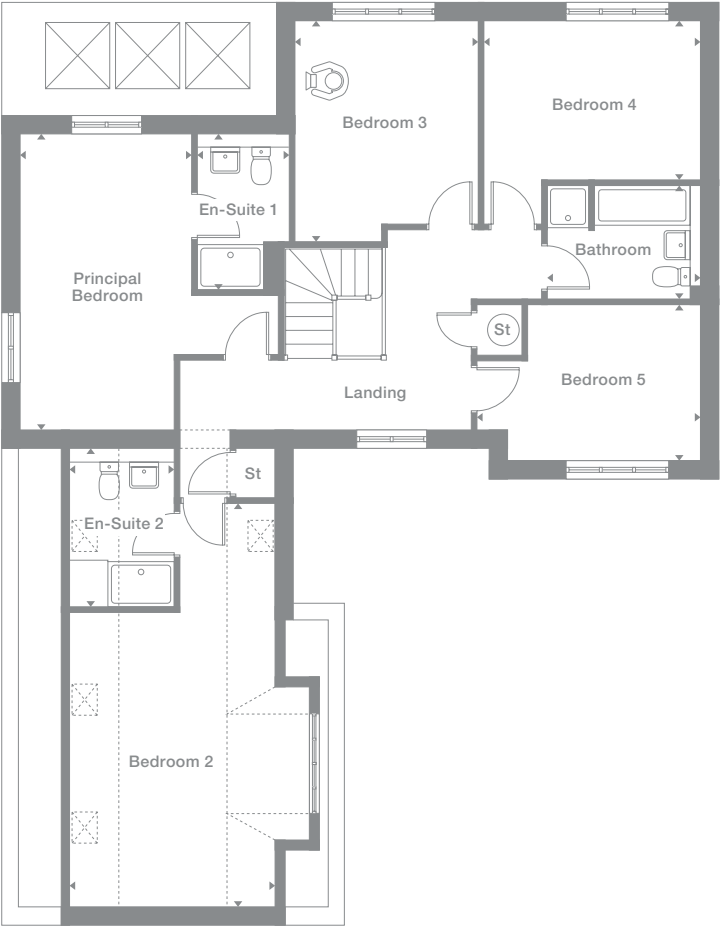 Bedroom 3
Bedroom 4
En-Suite 1
Bathroom
Principal
Bedroom
St
Bedroom 5
Landing
St
En-Suite 2
Bedroom 2